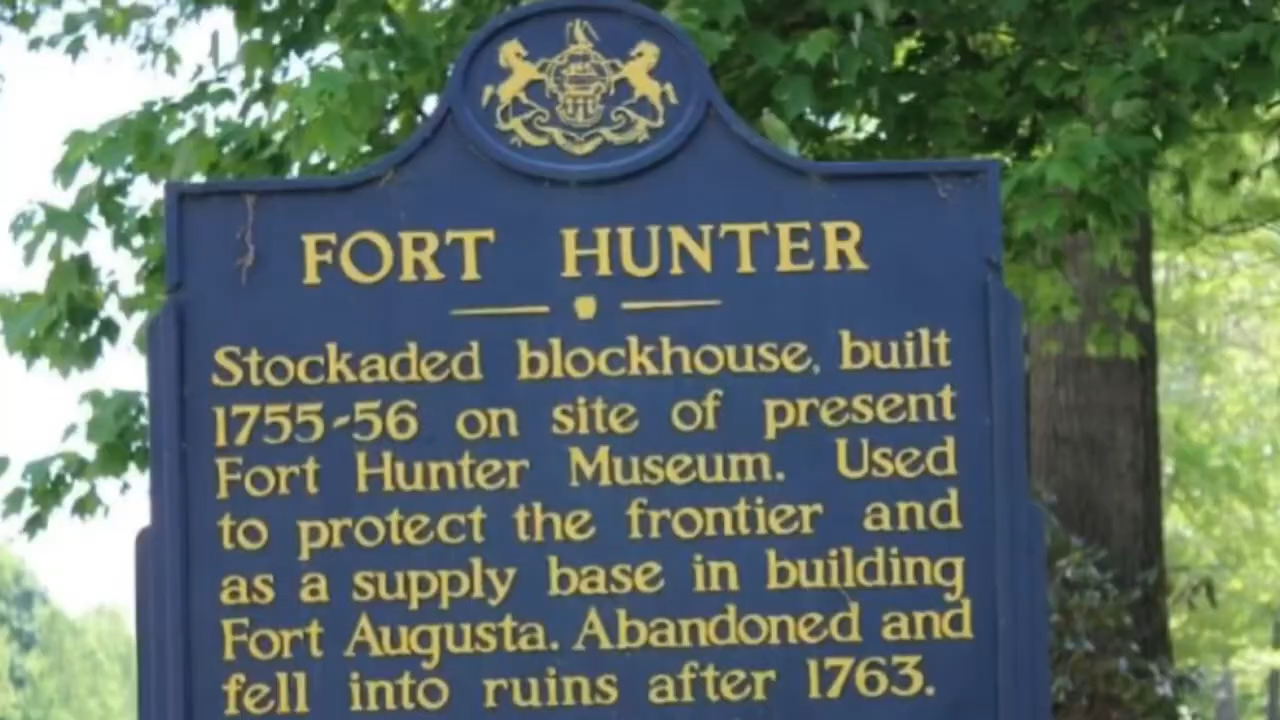 FORT HUNTER
Stockaded blockhouse, built
1755-56 on site of present
Fort Hunter Museum. Used
to protect the frontier and
as a supply base in building
Fort Augusta. Abandoned and
fell into ruins after 1763.